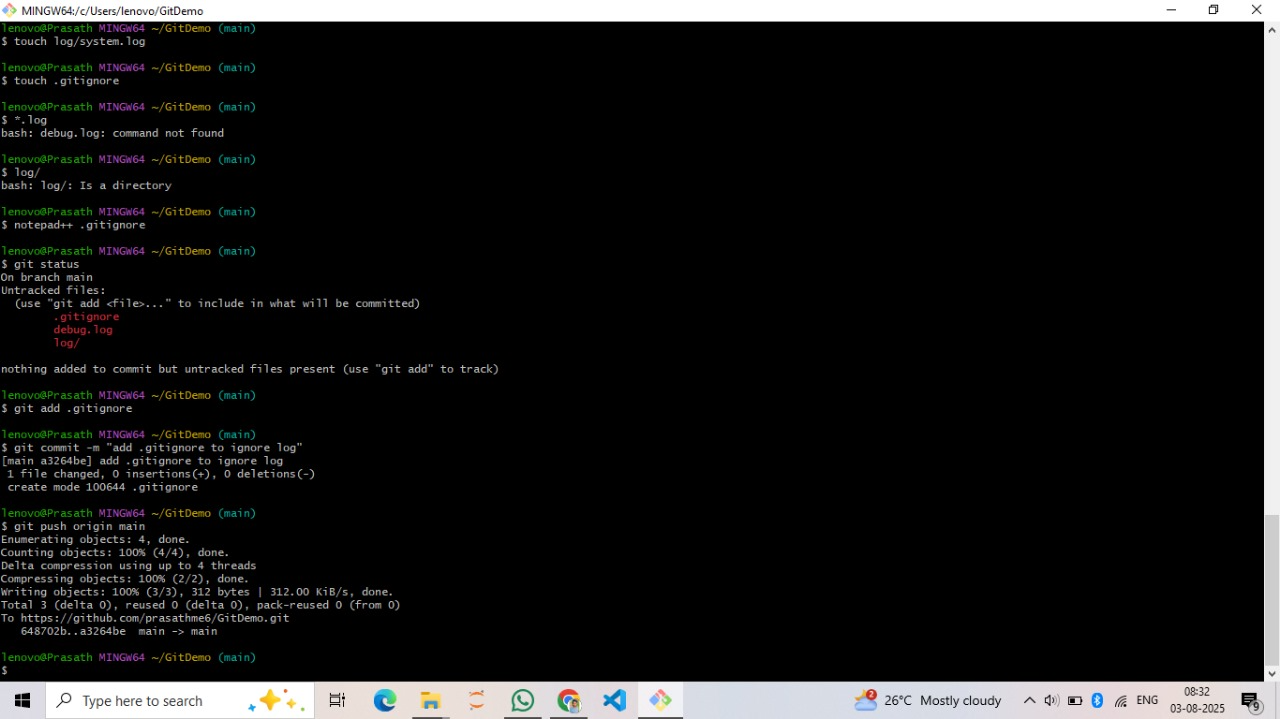 MINGW64:/c/Users/lenovo/GitDemo
lenovo@Prasath MINGW64 ~/GitDemo (main)
$ touch log/system.log
lenovo@Prasath MINGW64 ~/GitDemo (main)
$ touch .gitignore
lenovo@Prasath MINGW64 ~/GitDemo (main)
$ *.log
bash: debug.log: command not found
lenovo@Prasath MINGW64 ~/GitDemo (main)
$ log/
bash: log/: Is a directory
lenovo@Prasath MINGW64 ~/GitDemo (main)
$ notepad++ .gitignore
lenovo@Prasath MINGW64 ~/GitDemo (main)
$ git status
On branch main
Untracked files:
  (use "git add <file>..." to include in what will be committed)
        .gitignore
        debug.log
        log/
nothing added to commit but untracked files present (use "git add" to track)
lenovo@Prasath MINGW64 ~/GitDemo (main)
$ git add .gitignore
lenovo@Prasath MINGW64 ~/GitDemo (main)
$ git commit -m "add .gitignore to ignore log"
[main a3264be] add .gitignore to ignore log
 1 file changed, 0 insertions(+), 0 deletions(-)
 create mode 100644 .gitignore
lenovo@Prasath MINGW64 ~/GitDemo (main)
$ git push origin main
Enumerating objects: 4, done.
Counting objects: 100% (4/4), done.
Delta compression using up to 4 threads
Compressing objects: 100% (2/2), done.
Writing objects: 100% (3/3), 312 bytes | 312.00 KiB/s, done.
Total 3 (delta 0), reused 0 (delta 0), pack-reused 0 (from 0)
To https://github.com/prasathme6/GitDemo.git
   648702b..a3264be  main -> main
lenovo@Prasath MINGW64 ~/GitDemo (main)
$
Type here to search
2
26°C Mostly cloudy
ENG
08:32
03-08-2025
9